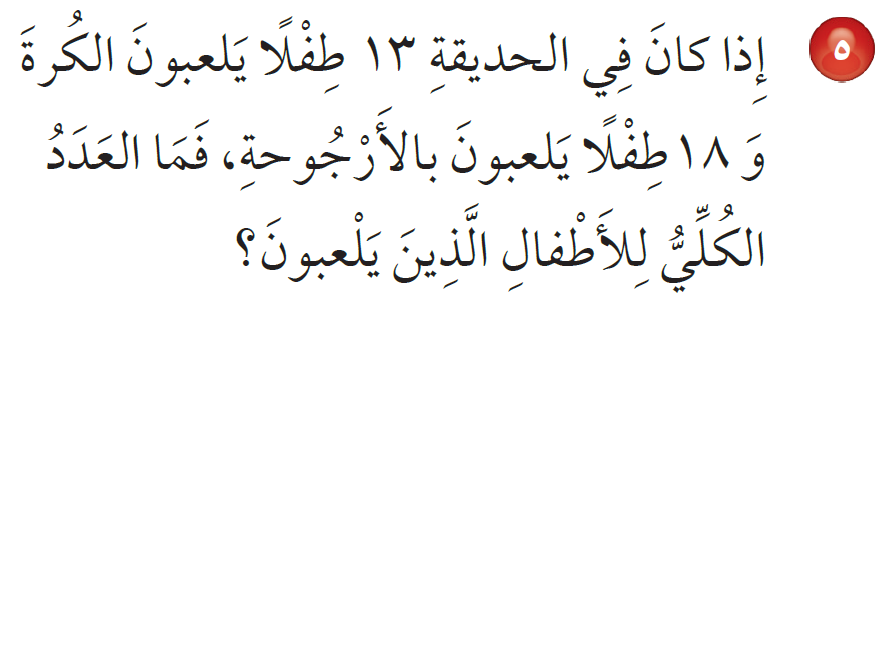 ٥ إِذا كانَ فِي الحديقةِ ١٣ طِفْلًا يَلعبونَ الكُرةَ
وَ ١٨ طِفْلًا يَلعبونَ بالأَرْجُوحةِ، فَمَا العَدَدُ
الكُلِّيُّ لِلأَطْفالِ الَّذِينَ يَلْعبونَ؟